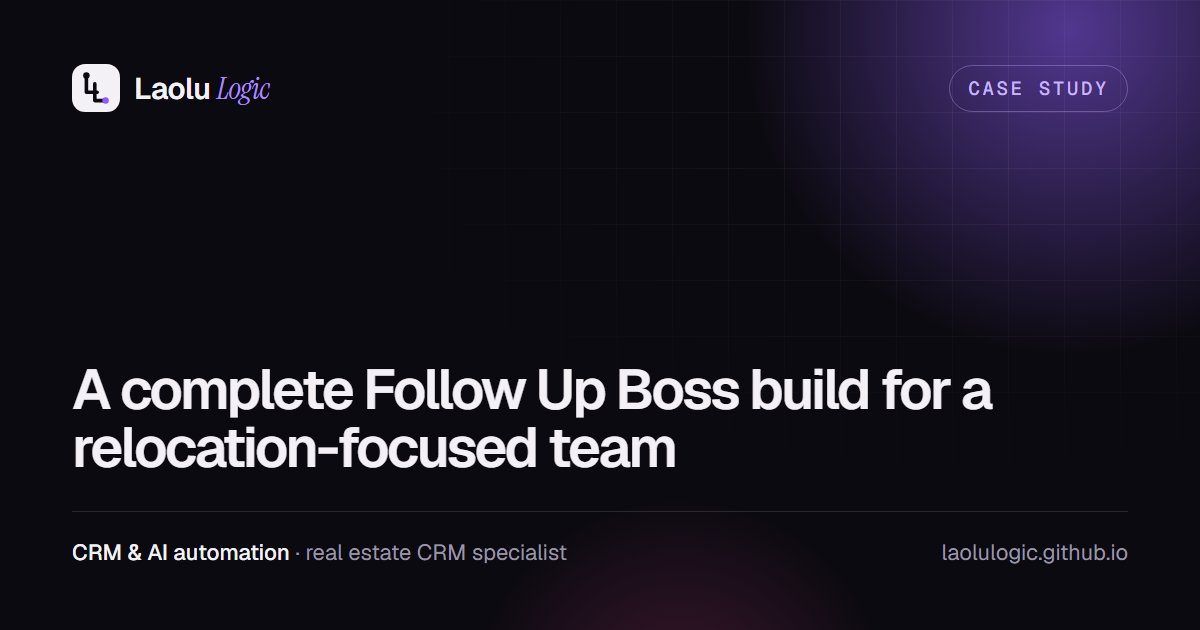 Laolu Logic
CASE STUDY
A complete Follow Up Boss build for a
relocation-focused team
CRM & AI automation · real estate CRM specialist
laolulogic.github.io